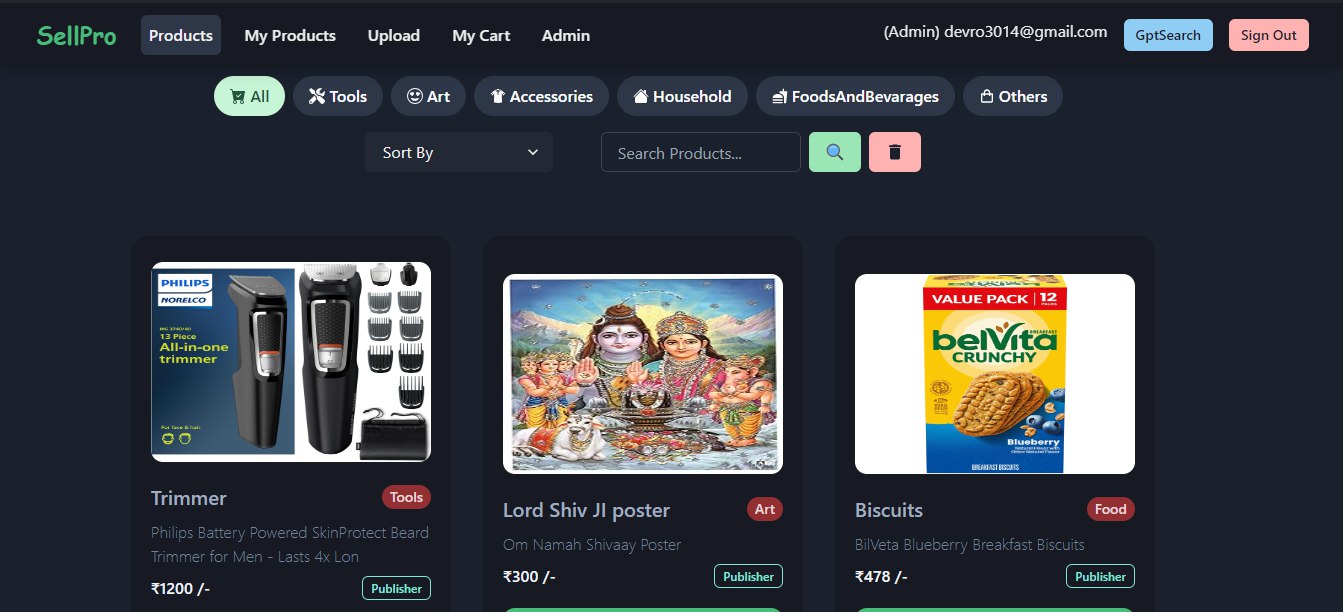 SellPro
Products
My Products
Upload
My Cart
Admin
(Admin) devro3014@gmail.com
GptSearch
Sign Out
All
Tools
Art
Accessories
Household
FoodsAndBevarages
Others
Sort By
Search Products...
PHILIPS
NORELCO
MG 3740/40
13 Piece
All-in-one
trimmer
For face & hair
VALUE PACK 12
PACKS
belVita
BREAKFAST
CRUNCHY
Blueberry
BREAKFAST BISCUITS
Trimmer
Tools
Philips Battery Powered SkinProtect Beard
Trimmer for Men - Lasts 4x Lon
₹1200 /-
Publisher
Lord Shiv JI poster
Art
Om Namah Shivaay Poster
₹300 /-
Publisher
Biscuits
Food
BilVeta Blueberry Breakfast Biscuits
₹478 /-
Publisher